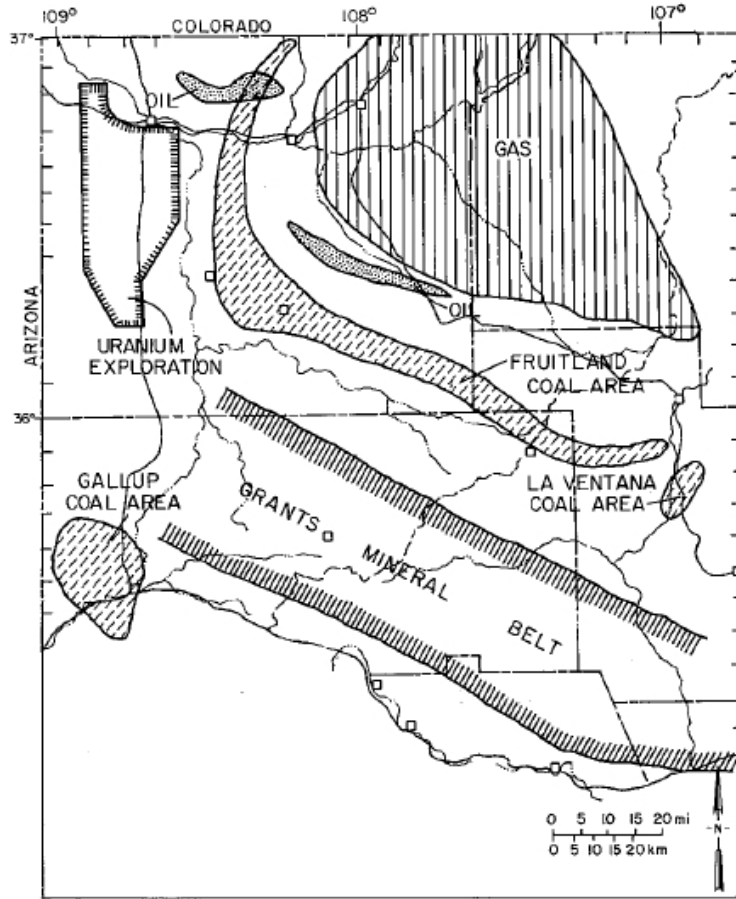 109°
108°
107°
37°
COLORADO
OIL
GAS
ARIZONA
OIL
URANIUM
EXPLORATION
FRUITLAND
COAL AREA
36°
GALLUP
COAL AREA
LA VENTANA
COAL AREA
GRANTS
MINERAL
BELT
0 5 10 15 20 mi
0 5 10 15 20 km
N